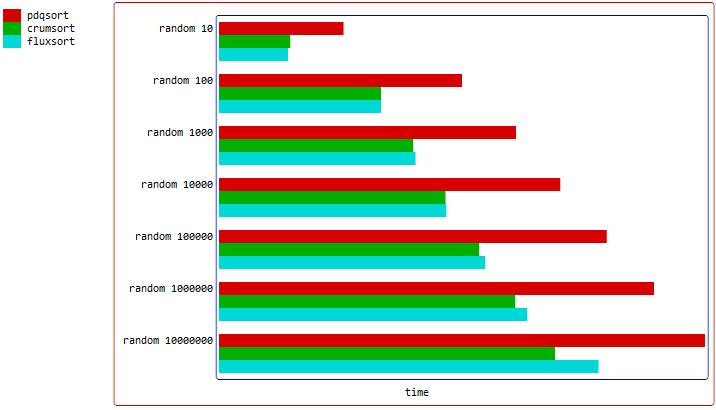 pdqsort
crumsort
fluxsort
random 10
random 100
random 1000
random 10000
random 100000
random 1000000
random 10000000
time